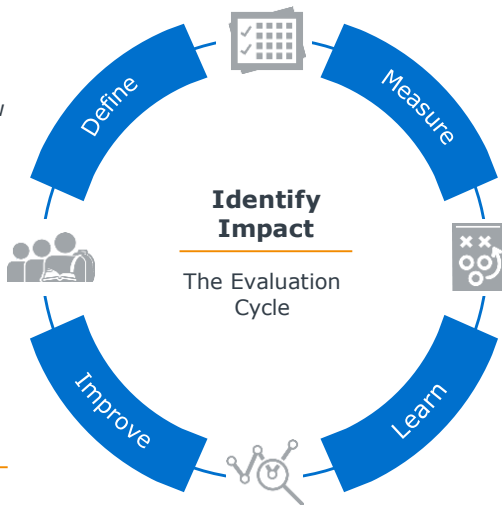 Define
Measure
Identify
Impact
The Evaluation
Cycle
Improve
Learn